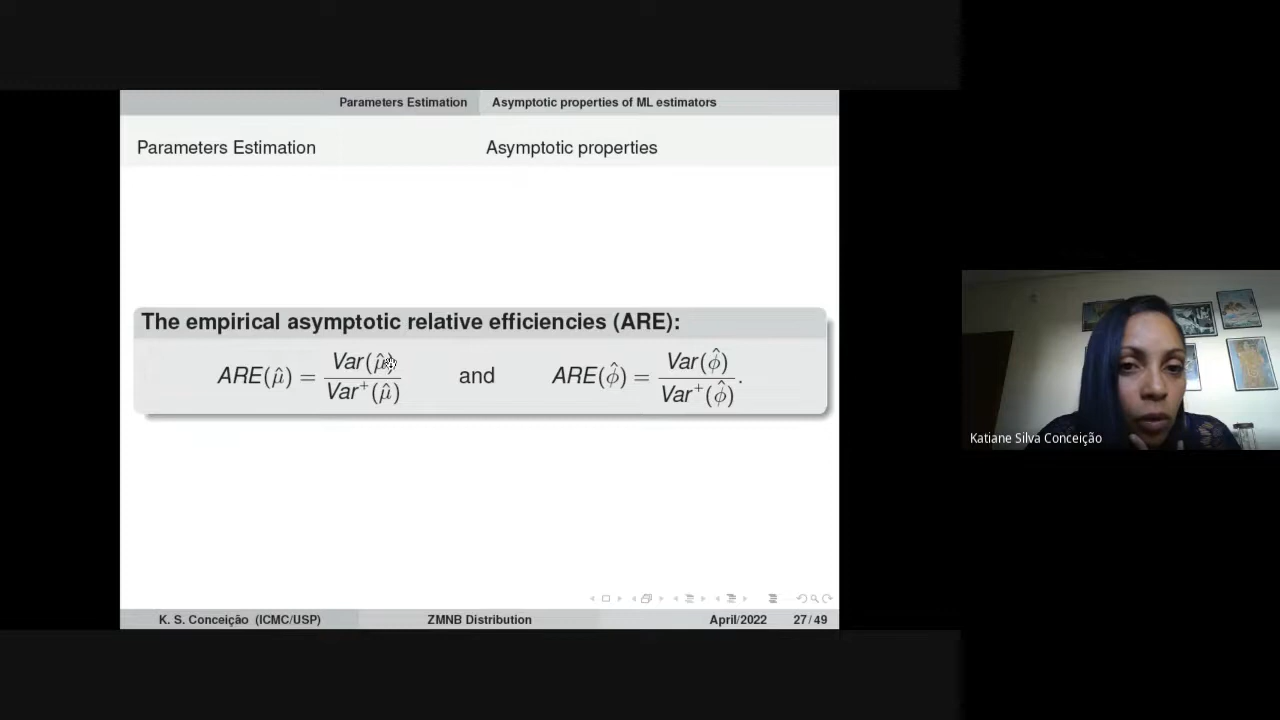 Parameters Estimation Asymptotic properties of ML estimators
Parameters Estimation Asymptotic properties
The empirical asymptotic relative efficiencies (ARE):
ARE(μ̂) = Var(μ̂) / Var⁺(μ̂) and ARE(φ̂) = Var(φ̂) / Var⁺(φ̂).
Katiane Silva Conceição
K. S. Conceição (ICMC/USP) ZMNB Distribution April/2022 27/49